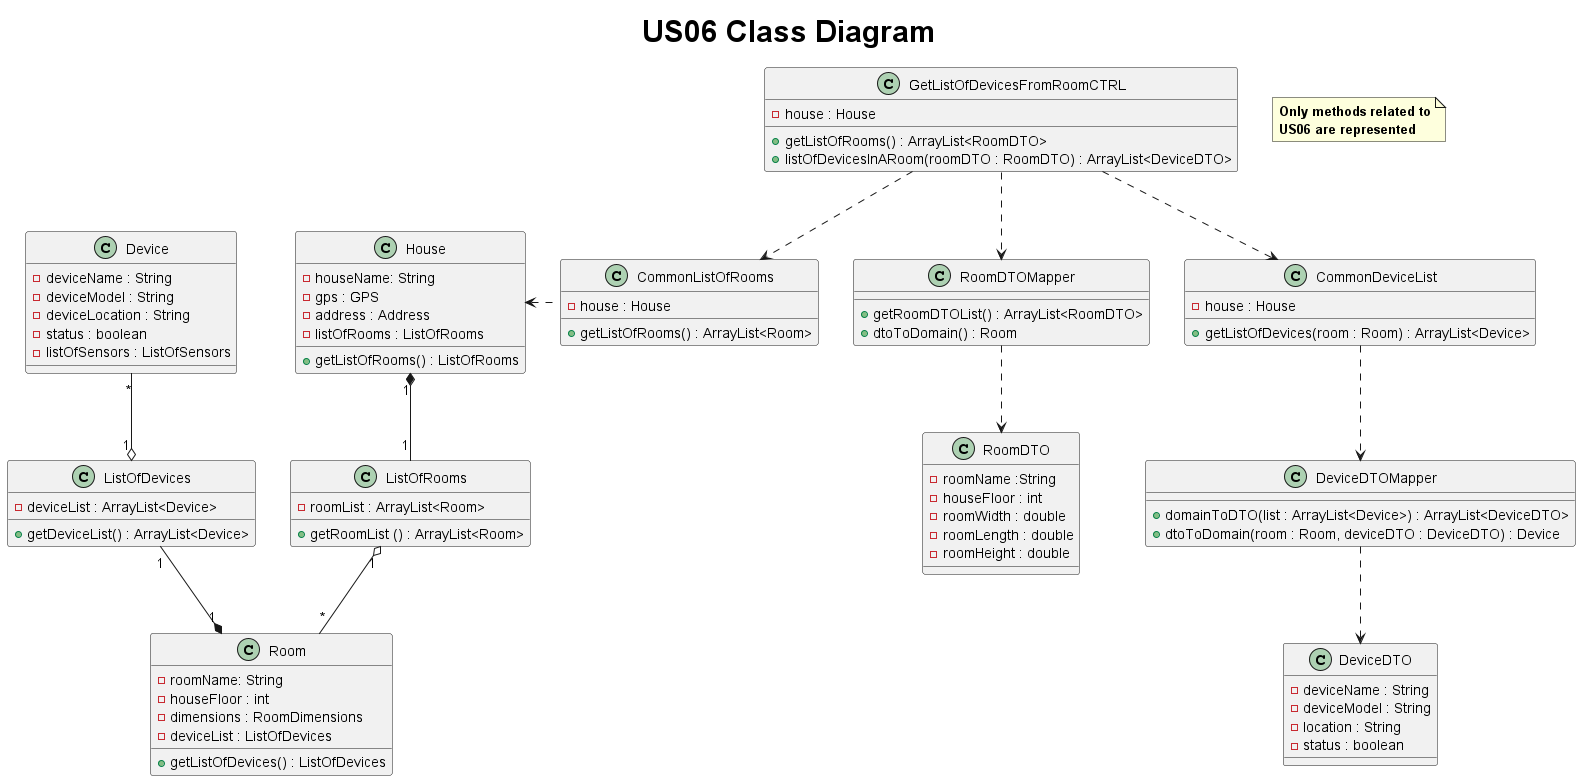 US06 Class Diagram
C GetListOfDevicesFromRoomCTRL
house : House
getListOfRooms() : ArrayList<RoomDTO>
listOfDevicesInARoom(roomDTO : RoomDTO) : ArrayList<DeviceDTO>
Only methods related to
US06 are represented
C Device
deviceName : String
deviceModel : String
deviceLocation : String
status : boolean
listOfSensors : ListOfSensors
C House
houseName: String
gps : GPS
address : Address
listOfRooms : ListOfRooms
getListOfRooms() : ListOfRooms
C CommonListOfRooms
house : House
getListOfRooms() : ArrayList<Room>
C RoomDTOMapper
getRoomDTOList() : ArrayList<RoomDTO>
dtoToDomain() : Room
C CommonDeviceList
house : House
getListOfDevices(room : Room) : ArrayList<Device>
*
1
1
1
C ListOfDevices
deviceList : ArrayList<Device>
getDeviceList() : ArrayList<Device>
C ListOfRooms
roomList : ArrayList<Room>
getRoomList () : ArrayList<Room>
C RoomDTO
roomName :String
houseFloor : int
roomWidth : double
roomLength : double
roomHeight : double
C DeviceDTOMapper
domainToDTO(list : ArrayList<Device>) : ArrayList<DeviceDTO>
dtoToDomain(room : Room, deviceDTO : DeviceDTO) : Device
1
1
1
*
C Room
roomName: String
houseFloor : int
dimensions : RoomDimensions
deviceList : ListOfDevices
getListOfDevices() : ListOfDevices
C DeviceDTO
deviceName : String
deviceModel : String
location : String
status : boolean